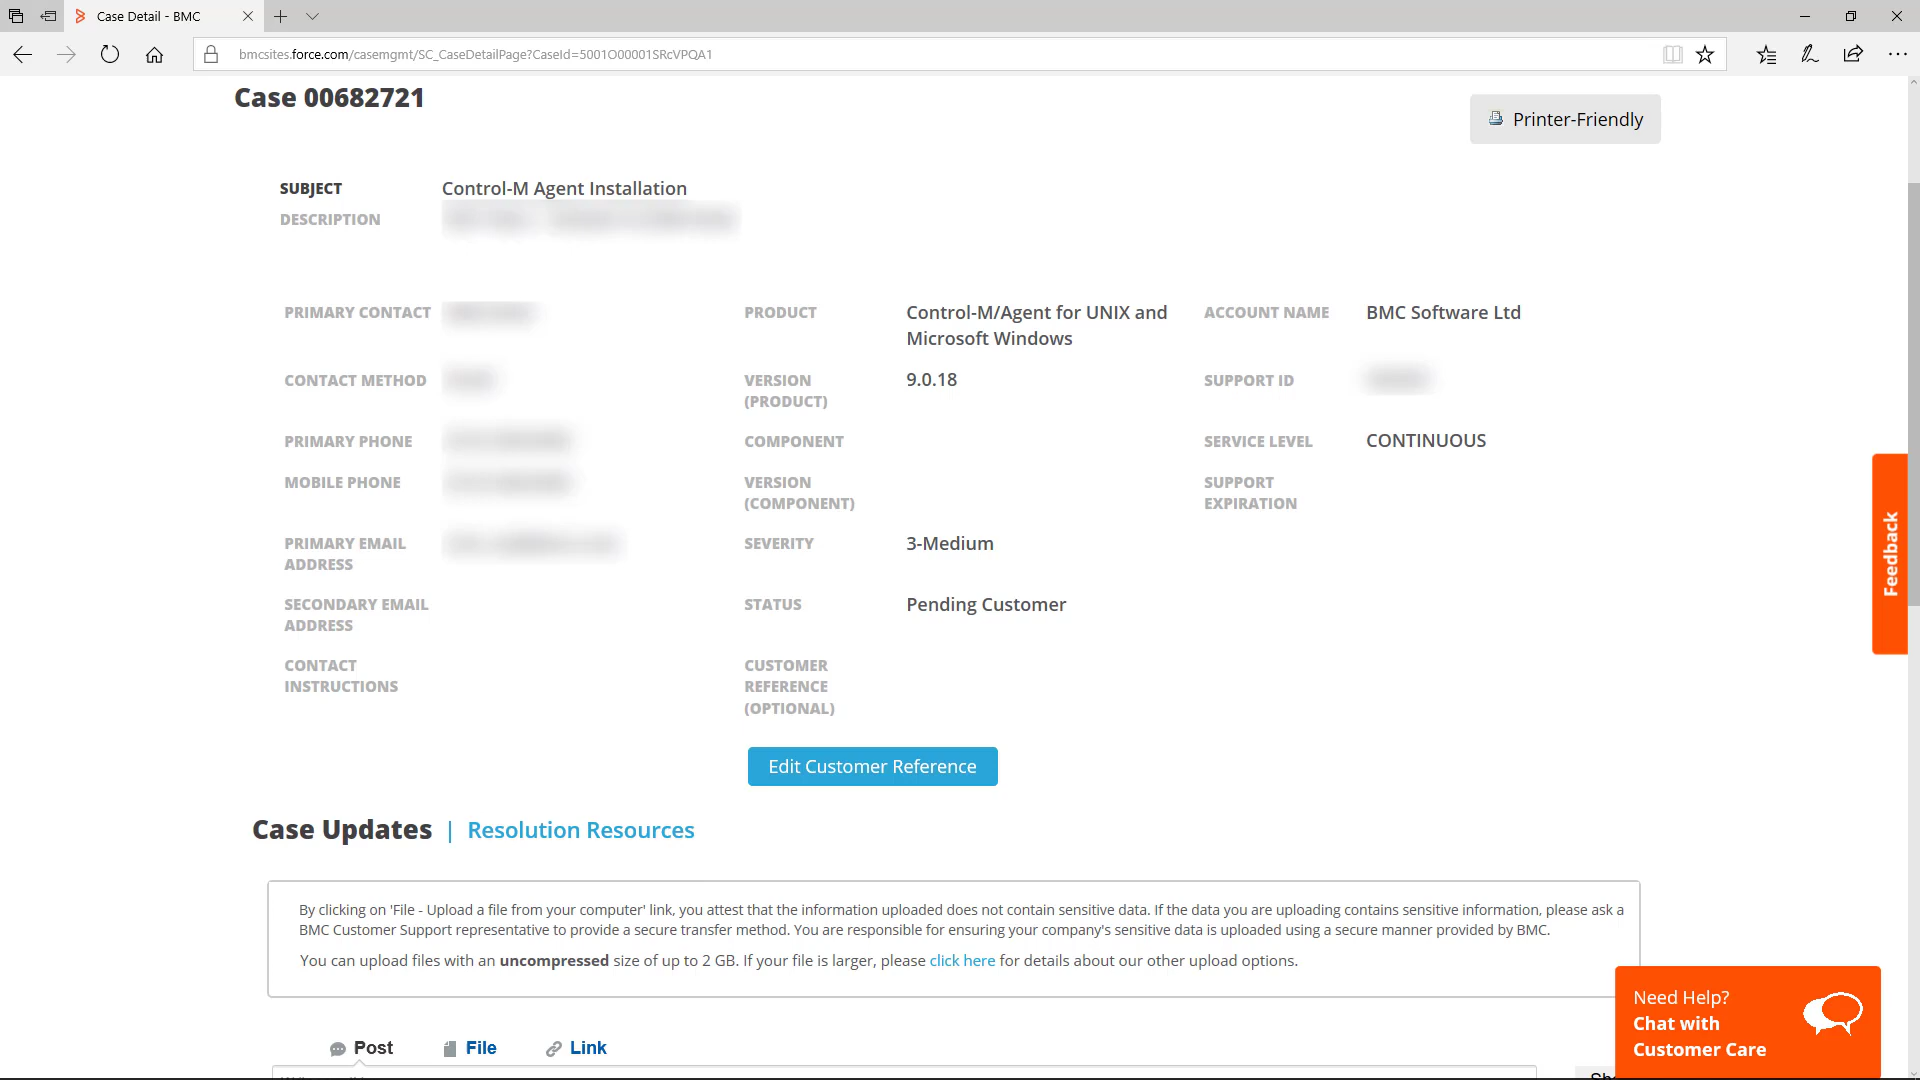 Case Detail - BMC
bmcsites.force.com/casemgmt/SC_CaseDetailPage?CaseId=5001O00001SRcVPQA1
Case 00682721
Printer-Friendly
SUBJECT Control-M Agent Installation
DESCRIPTION
PRIMARY CONTACT PRODUCT Control-M/Agent for UNIX and ACCOUNT NAME BMC Software Ltd
Microsoft Windows
CONTACT METHOD VERSION 9.0.18 SUPPORT ID
(PRODUCT)
PRIMARY PHONE COMPONENT SERVICE LEVEL CONTINUOUS
MOBILE PHONE VERSION SUPPORT
(COMPONENT) EXPIRATION
PRIMARY EMAIL SEVERITY 3-Medium
ADDRESS
SECONDARY EMAIL STATUS Pending Customer
ADDRESS
CONTACT CUSTOMER
INSTRUCTIONS REFERENCE
(OPTIONAL)
Edit Customer Reference
Feedback
Case Updates | Resolution Resources
By clicking on 'File - Upload a file from your computer' link, you attest that the information uploaded does not contain sensitive data. If the data you are uploading contains sensitive information, please ask a
BMC Customer Support representative to provide a secure transfer method. You are responsible for ensuring your company's sensitive data is uploaded using a secure manner provided by BMC.
You can upload files with an uncompressed size of up to 2 GB. If your file is larger, please click here for details about our other upload options.
Need Help?
Chat with
Customer Care
Post File Link